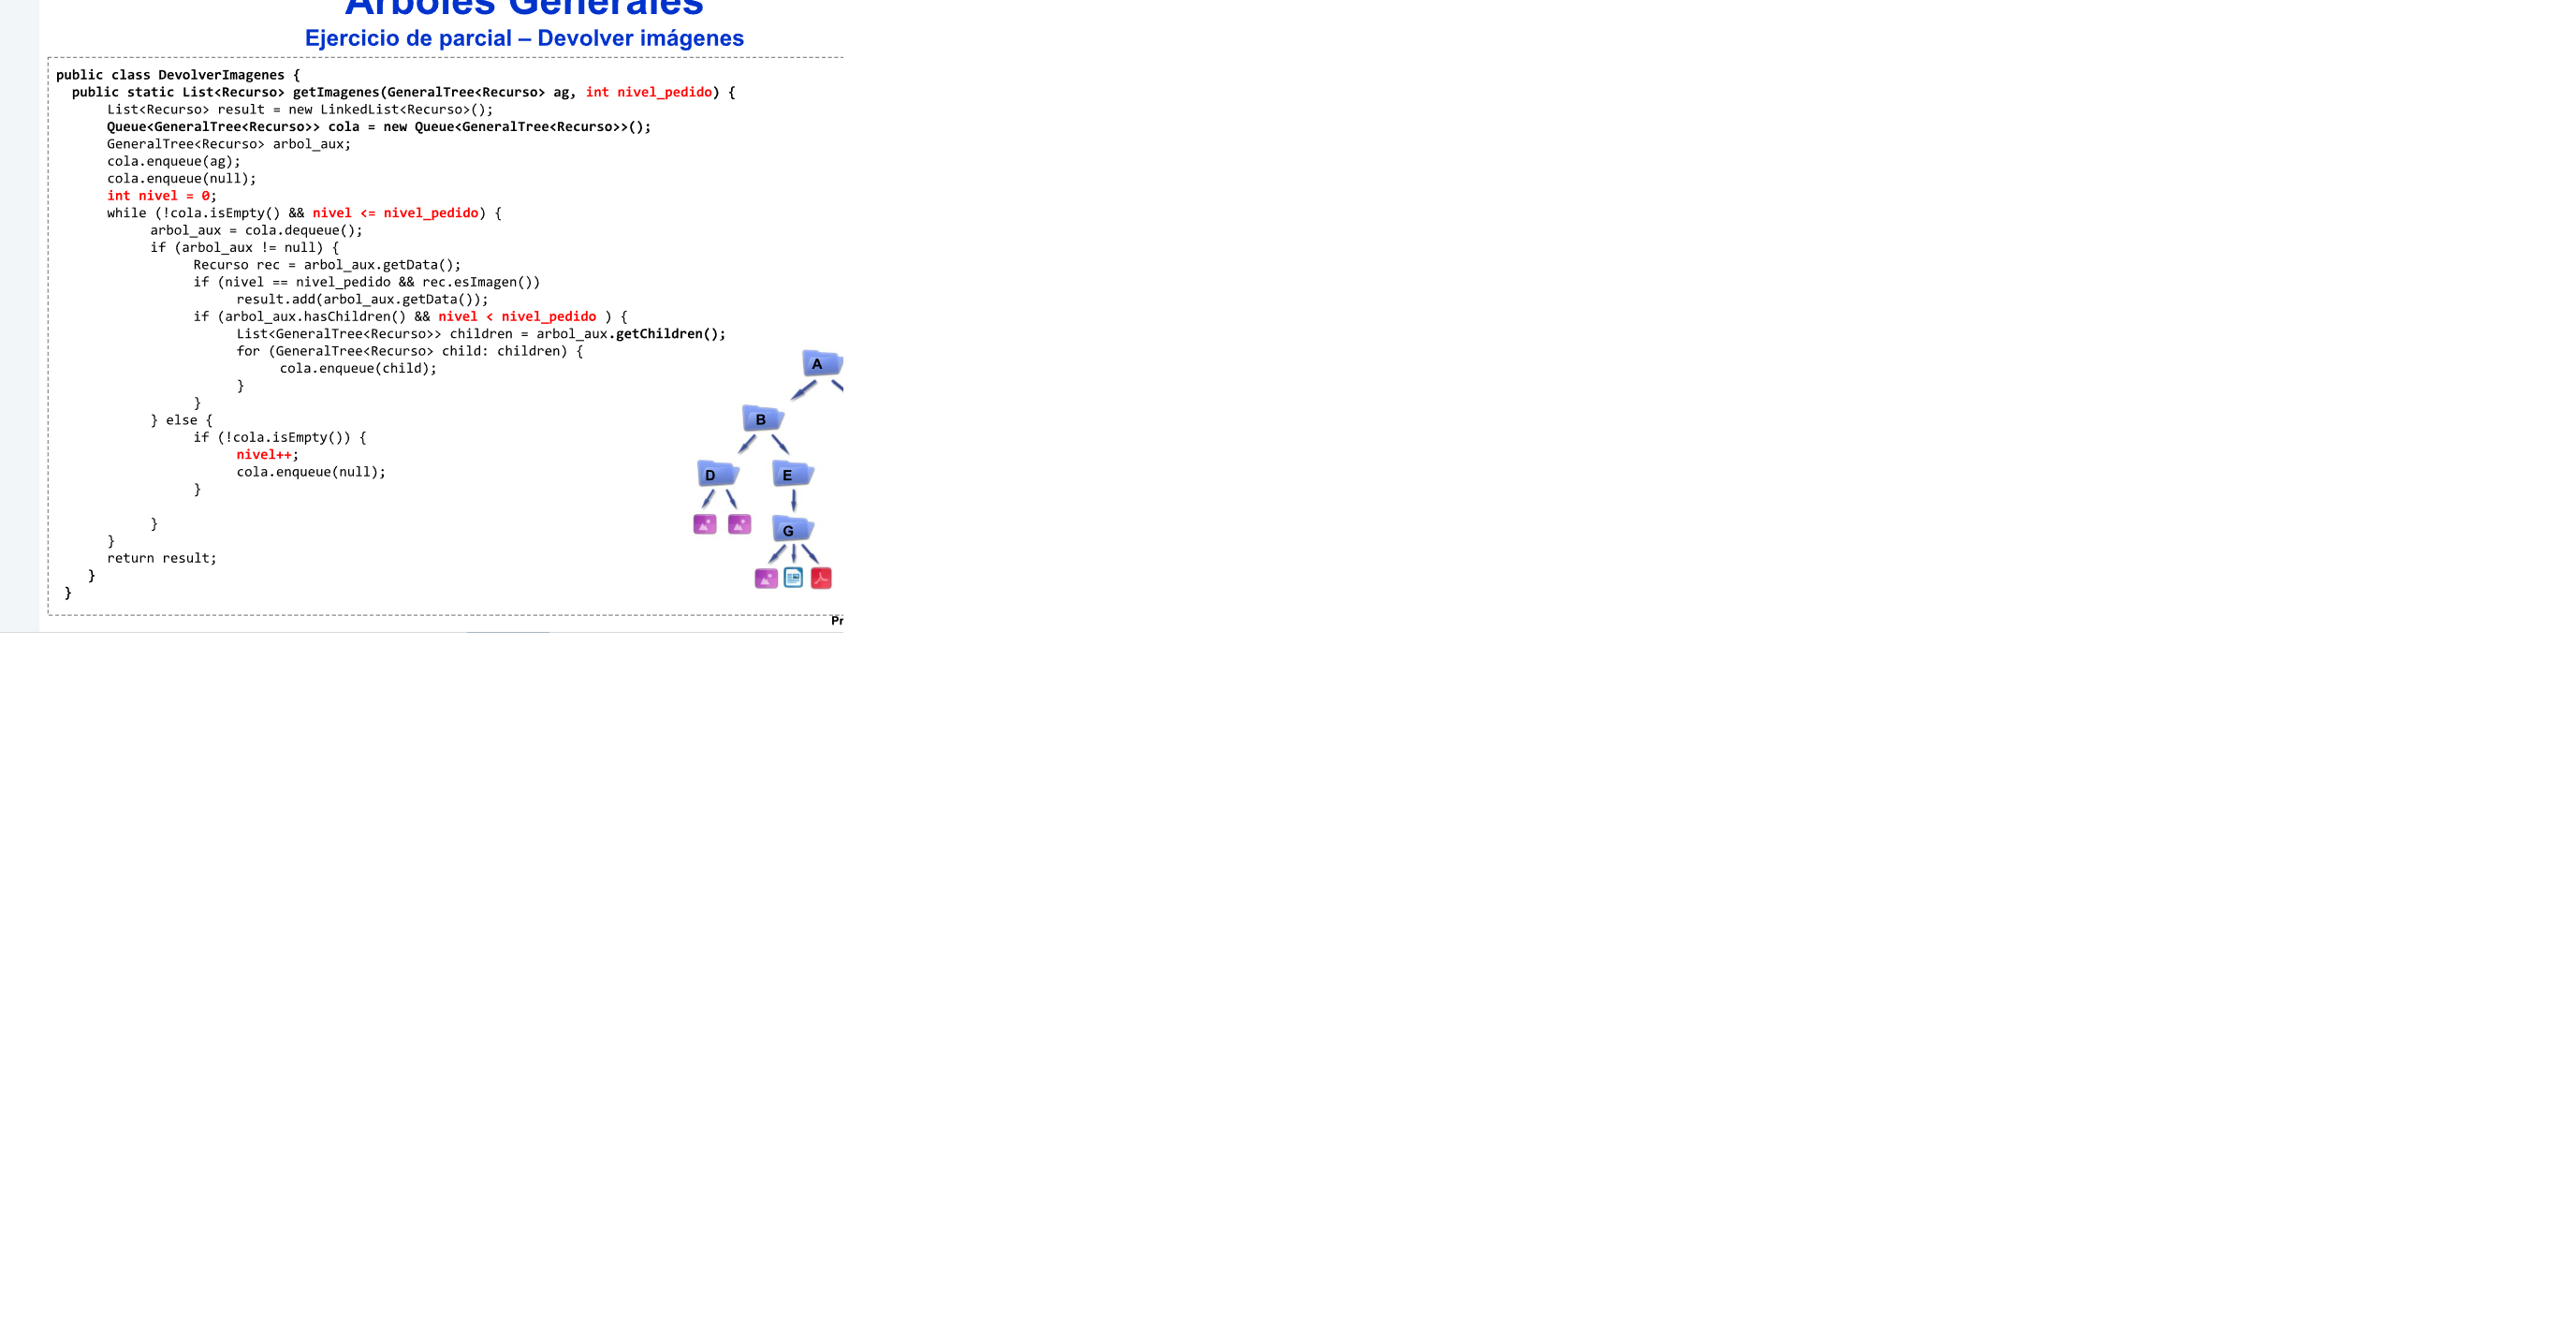 Arboles Generales
Ejercicio de parcial – Devolver imágenes
public class DevolverImagenes {
public static List<Recurso> getImagenes(GeneralTree<Recurso> ag, int nivel_pedido) {
List<Recurso> result = new LinkedList<Recurso>();
Queue<GeneralTree<Recurso>> cola = new Queue<GeneralTree<Recurso>>();
GeneralTree<Recurso> arbol_aux;
cola.enqueue(ag);
cola.enqueue(null);
int nivel = 0;
while (!cola.isEmpty() && nivel <= nivel_pedido) {
arbol_aux = cola.dequeue();
if (arbol_aux != null) {
Recurso rec = arbol_aux.getData();
if (nivel == nivel_pedido && rec.esImagen())
result.add(arbol_aux.getData());
if (arbol_aux.hasChildren() && nivel < nivel_pedido ) {
List<GeneralTree<Recurso>> children = arbol_aux.getChildren();
for (GeneralTree<Recurso> child: children) {
cola.enqueue(child);
}
}
} else {
if (!cola.isEmpty()) {
nivel++;
cola.enqueue(null);
}
}
}
return result;
}
}
A
B
D E
G
Pr